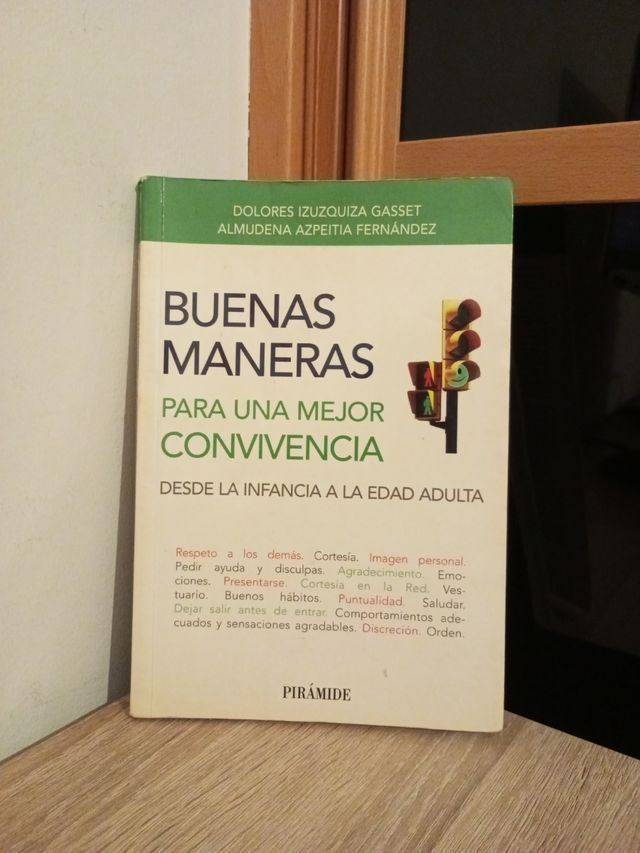 DOLORES IZUZQUIZA GASSET
ALMUDENA AZPEITIA FERNÁNDEZ
BUENAS
MANERAS
PARA UNA MEJOR
CONVIVENCIA
DESDE LA INFANCIA A LA EDAD ADULTA
Respeto a los demás. Cortesía. Imagen personal.
Pedir ayuda y disculpas. Agradecimiento. Emo-
ciones. Presentarse. Cortesía en la Red. Ves-
tuario. Buenos hábitos. Puntualidad. Saludar.
Dejar salir antes de entrar. Comportamientos ade-
cuados y sensaciones agradables. Discreción. Orden.
PIRÁMIDE